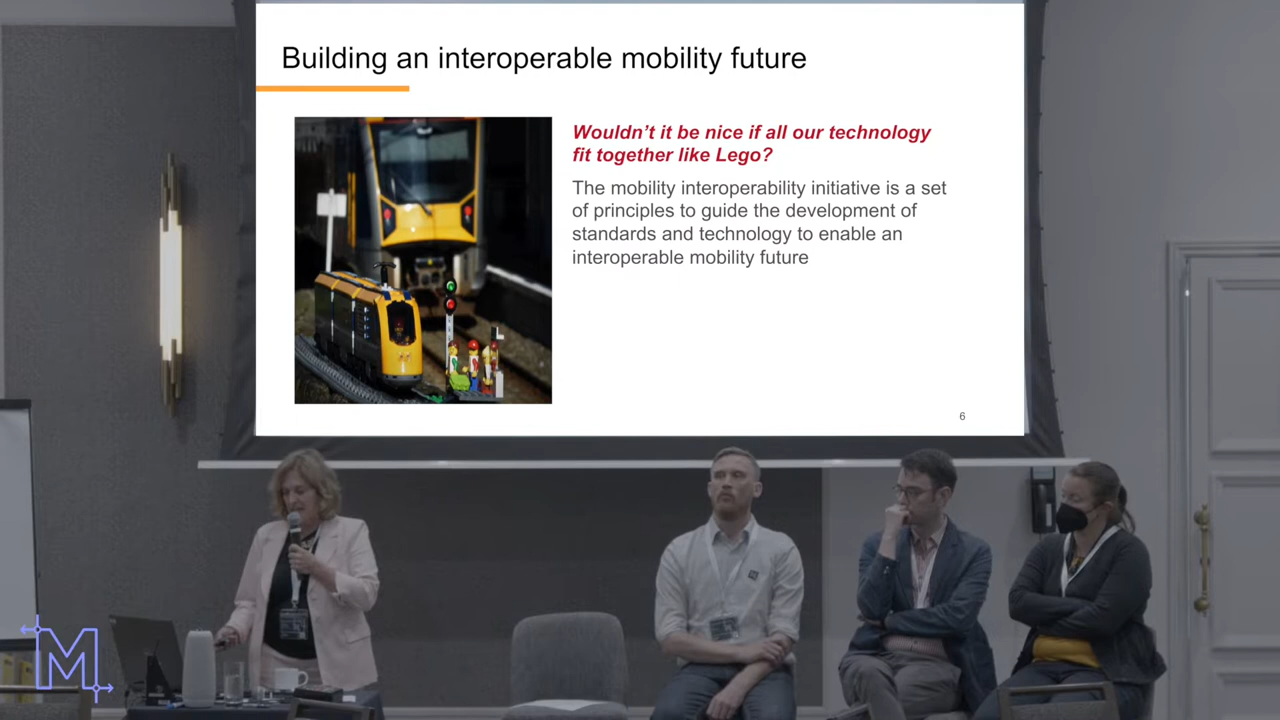 Building an interoperable mobility future
Wouldn't it be nice if all our technology
fit together like Lego?
The mobility interoperability initiative is a set
of principles to guide the development of
standards and technology to enable an
interoperable mobility future
6
M